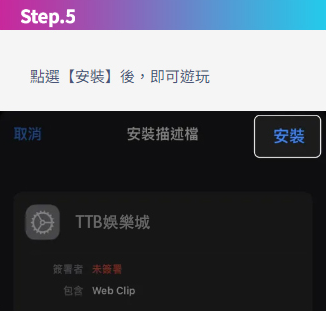 Step.5
點選【安裝】後，即可遊玩
取消 安裝描述檔 安裝
TTB娛樂城
簽署者 未簽署
包含 Web Clip